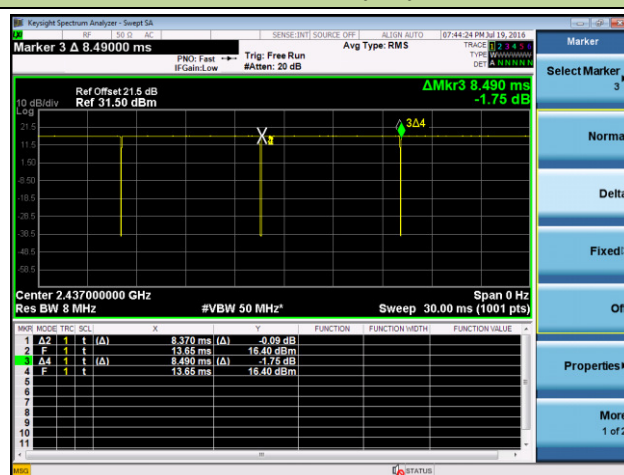 Keysight Spectrum Analyzer - Swept SA
RF 50 Ω AC SENSE:INT SOURCE OFF ALIGN AUTO 07:44:24 PM Jul 19, 2016
Marker 3 Δ 8.49000 ms Avg Type: RMS TRACE 1 2 3 4 5 6
PNO: Fast Trig: Free Run TYPE WWWWWW
IFGain:Low #Atten: 20 dB DET A N N N N N
Ref Offset 21.5 dB ΔMkr3 8.490 ms
10 dB/div Ref 31.50 dBm -1.75 dB
Log
21.5
11.5
1.50
-8.50
-18.5
-28.5
-38.5
-48.5
-58.5
3Δ4
X
Center 2.437000000 GHz Span 0 Hz
Res BW 8 MHz #VBW 50 MHz* Sweep 30.00 ms (1001 pts)
MKR MODE TRC SCL X Y FUNCTION FUNCTION WIDTH FUNCTION VALUE
1 Δ2 1 t (Δ) 8.370 ms (Δ) -0.09 dB
2 F 1 t 13.65 ms 16.40 dBm
3 Δ4 1 t (Δ) 8.490 ms (Δ) -1.75 dB
4 F 1 t 13.65 ms 16.40 dBm
5
6
7
8
9
10
11
MSG STATUS
Marker
Select Marker
3
Norma
Delta
Fixed
Of
Properties
More
1 of 2